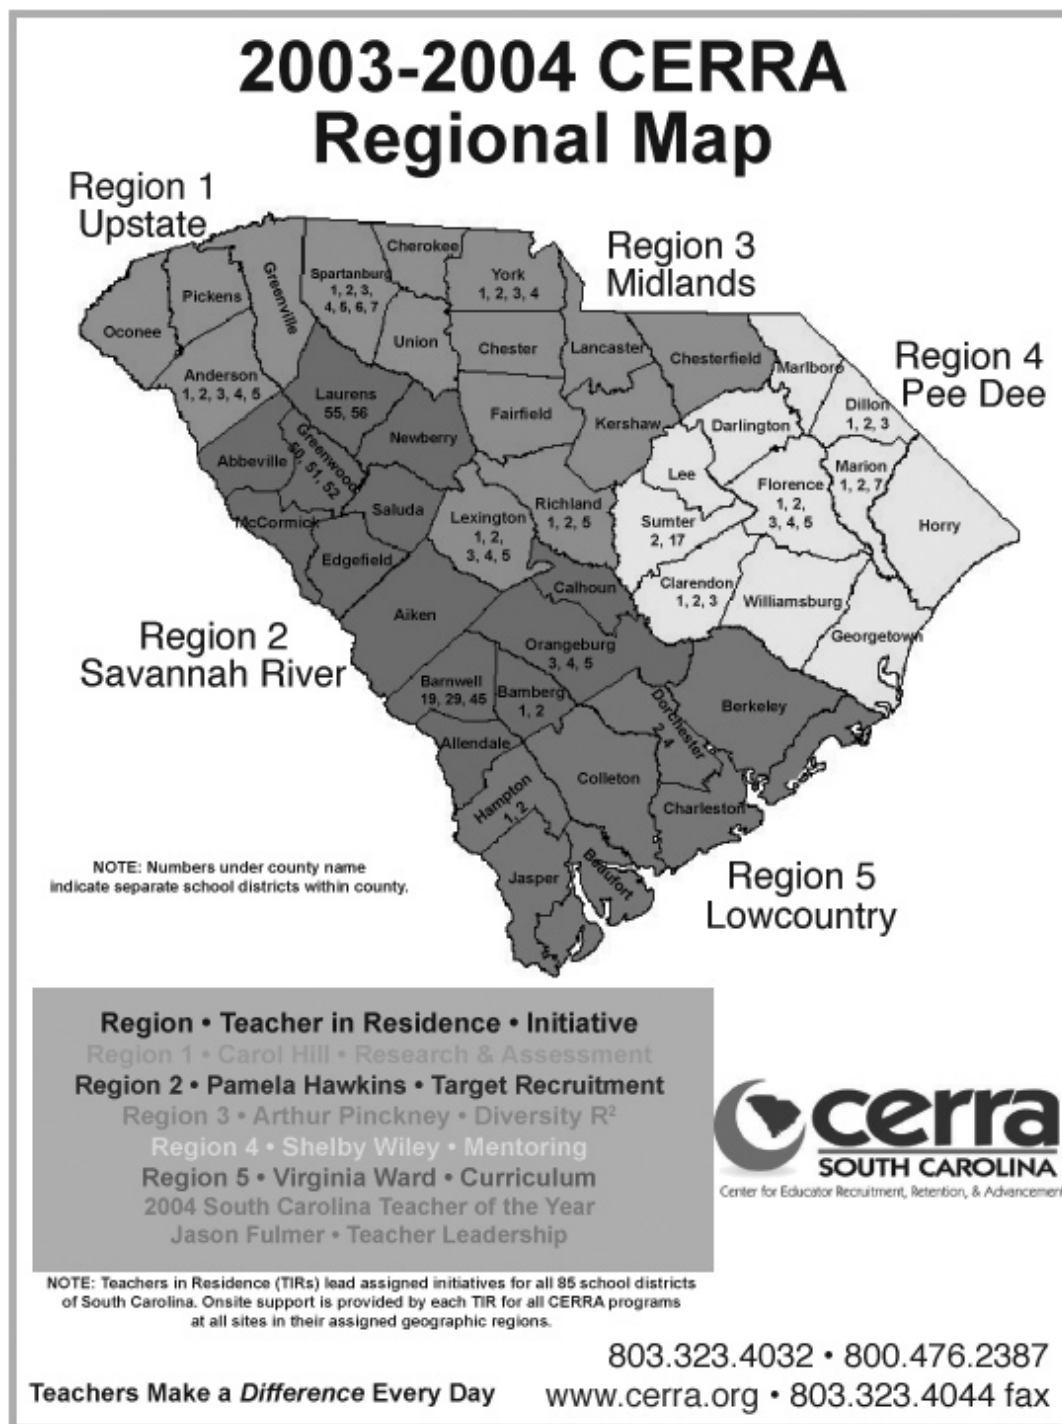 2003-2004 CERRA
Regional Map
Region 1
Upstate
Region 3
Midlands
Region 4
Pee Dee
Region 2
Savannah River
Region 5
Lowcountry
Oconee
Pickens
Greenville
Spartanburg
1, 2, 3,
4, 5, 6, 7
Cherokee
York
1, 2, 3, 4
Union
Chester
Lancaster
Chesterfield
Marlboro
Dillon
1, 2, 3
Anderson
1, 2, 3, 4, 5
Laurens
55, 56
Newberry
Fairfield
Kershaw
Darlington
Lee
Florence
1, 2,
3, 4, 5
Marion
1, 2, 7
Horry
Abbeville
Greenwood
50, 51, 52
McCormick
Saluda
Edgefield
Lexington
1, 2,
3, 4, 5
Richland
1, 2, 5
Sumter
2, 17
Clarendon
1, 2, 3
Williamsburg
Georgetown
Aiken
Calhoun
Orangeburg
3, 4, 5
Barnwell
19, 29, 45
Bamberg
1, 2
Allendale
Hampton
1, 2
Dorchester
2, 4
Berkeley
Colleton
Charleston
Jasper
Beaufort
NOTE: Numbers under county name
indicate separate school districts within county.
Region • Teacher in Residence • Initiative
Region 1 • Carol Hill • Research & Assessment
Region 2 • Pamela Hawkins • Target Recruitment
Region 3 • Arthur Pinckney • Diversity R²
Region 4 • Shelby Wiley • Mentoring
Region 5 • Virginia Ward • Curriculum
2004 South Carolina Teacher of the Year
Jason Fulmer • Teacher Leadership
cerra
SOUTH CAROLINA
Center for Educator Recruitment, Retention, & Advancement
NOTE: Teachers in Residence (TIRs) lead assigned initiatives for all 85 school districts
of South Carolina. Onsite support is provided by each TIR for all CERRA programs
at all sites in their assigned geographic regions.
803.323.4032 • 800.476.2387
Teachers Make a Difference Every Day
www.cerra.org • 803.323.4044 fax